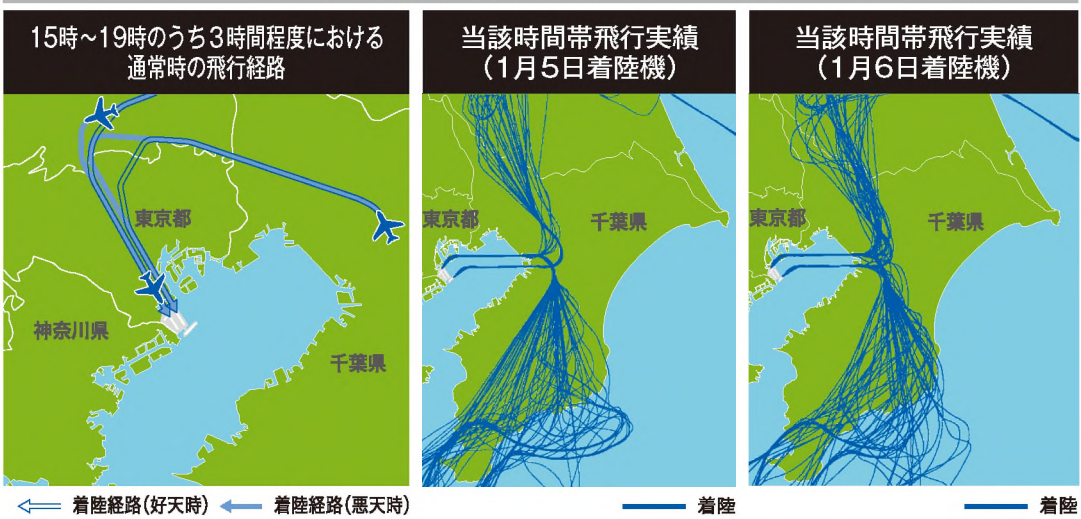 15時～19時のうち3時間程度における
通常時の飛行経路
当該時間帯飛行実績
(1月5日着陸機)
当該時間帯飛行実績
(1月6日着陸機)
東京都
神奈川県
千葉県
東京都
千葉県
東京都
千葉県
着陸経路(好天時)
着陸経路(悪天時)
着陸
着陸